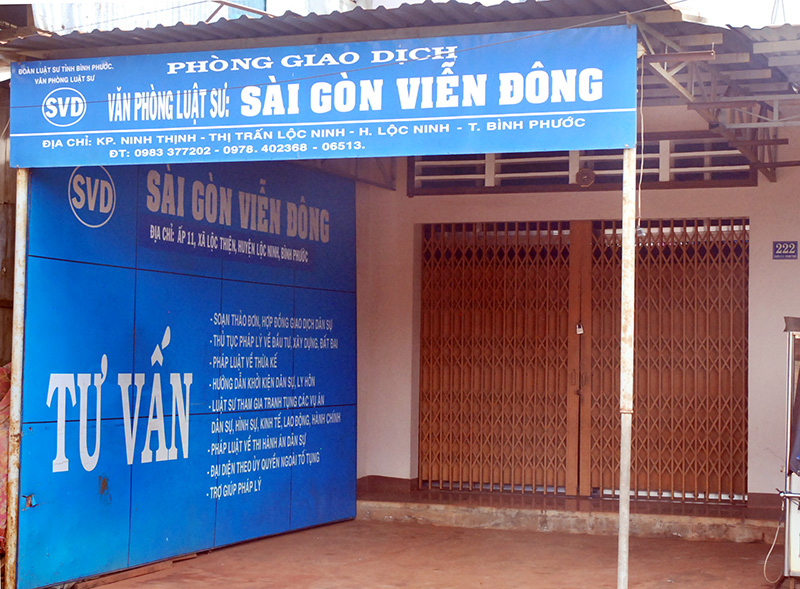 ĐOÀN LUẬT SƯ TỈNH BÌNH PHƯỚC.
VĂN PHÒNG LUẬT SƯ
SVD
PHÒNG GIAO DỊCH
VĂN PHÒNG LUẬT SƯ: SÀI GÒN VIỄN ĐÔNG
ĐỊA CHỈ: KP. NINH THỊNH - THỊ TRẤN LỘC NINH - H. LỘC NINH - T. BÌNH PHƯỚC
ĐT: 0983 377202 - 0978. 402368 - 06513.
SVD
SÀI GÒN VIỄN ĐÔNG
ĐỊA CHỈ: ẤP 11, XÃ LỘC THIỆN, HUYỆN LỘC NINH, BÌNH PHƯỚC
TƯ VẤN
- SOẠN THẢO ĐƠN, HỢP ĐỒNG GIAO DỊCH DÂN SỰ
- THỦ TỤC PHÁP LÝ VỀ ĐẦU TƯ, XÂY DỰNG, ĐẤT ĐAI
- PHÁP LUẬT VỀ THỪA KẾ
- HƯỚNG DẪN KHỞI KIỆN DÂN SỰ, LY HÔN
- LUẬT SƯ THAM GIA TRANH TỤNG CÁC VỤ ÁN
DÂN SỰ, HÌNH SỰ, KINH TẾ, LAO ĐỘNG, HÀNH CHÍNH
- PHÁP LUẬT VỀ THI HÀNH ÁN DÂN SỰ
- ĐẠI DIỆN THEO ỦY QUYỀN NGOÀI TỐ TỤNG
- TRỢ GIÚP PHÁP LÝ
222